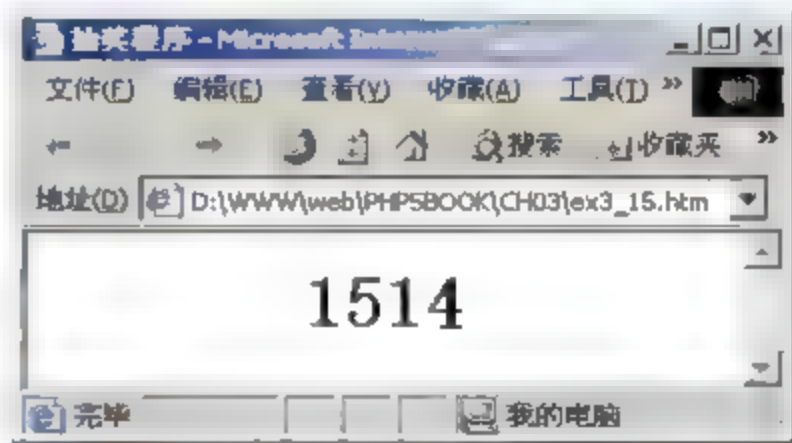 抽奖程序 - Microsoft Inter
文件(F) 编辑(E) 查看(V) 收藏(A) 工具(T) »
搜索 收藏夹 »
地址(D) D:\WWW\web\PHP5BOOK\CH03\ex3_15.htm
1514
完毕 我的电脑